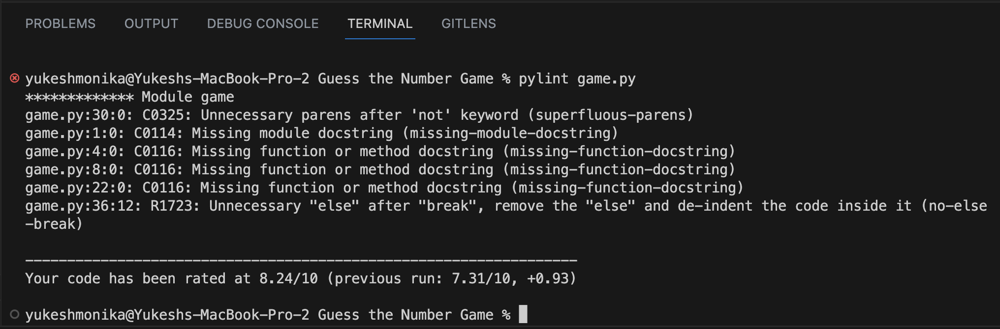 PROBLEMS OUTPUT DEBUG CONSOLE TERMINAL GITLENS
yukeshmonika@Yukeshs-MacBook-Pro-2 Guess the Number Game % pylint game.py
************* Module game
game.py:30:0: C0325: Unnecessary parens after 'not' keyword (superfluous-parens)
game.py:1:0: C0114: Missing module docstring (missing-module-docstring)
game.py:4:0: C0116: Missing function or method docstring (missing-function-docstring)
game.py:8:0: C0116: Missing function or method docstring (missing-function-docstring)
game.py:22:0: C0116: Missing function or method docstring (missing-function-docstring)
game.py:36:12: R1723: Unnecessary "else" after "break", remove the "else" and de-indent the code inside it (no-else
-break)
------------------------------------------------------------------
Your code has been rated at 8.24/10 (previous run: 7.31/10, +0.93)
yukeshmonika@Yukeshs-MacBook-Pro-2 Guess the Number Game %